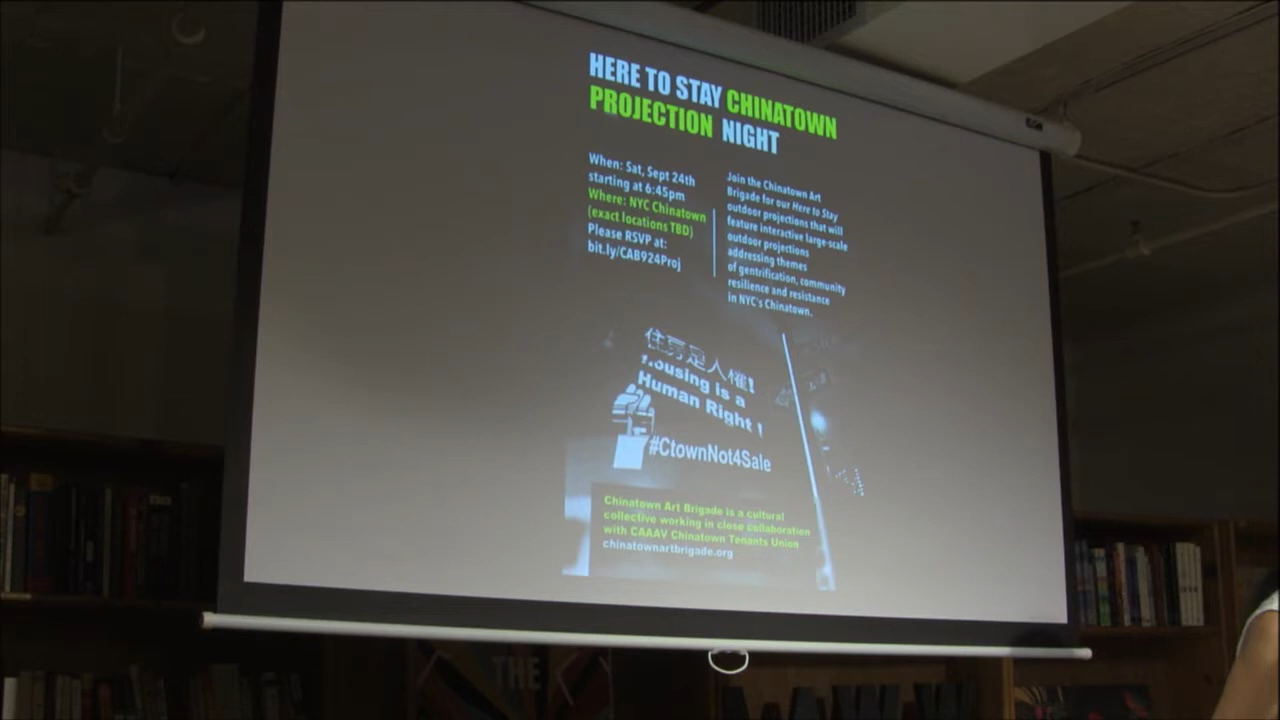 HERE TO STAY CHINATOWN
PROJECTION NIGHT
When: Sat, Sept 24th
starting at 6:45pm
Where: NYC Chinatown
(exact locations TBD)
Please RSVP at:
bit.ly/CAB924Proj
Join the Chinatown Art
Brigade for our Here to Stay
outdoor projections that will
feature interactive large-scale
outdoor projections
addressing themes
of gentrification, community
resilience and resistance
in NYC's Chinatown.
住房是人權!
Housing is a
Human Right !
#CtownNot4Sale
Chinatown Art Brigade is a cultural
collective working in close collaboration
with CAAAV Chinatown Tenants Union
chinatownartbrigade.org
THE